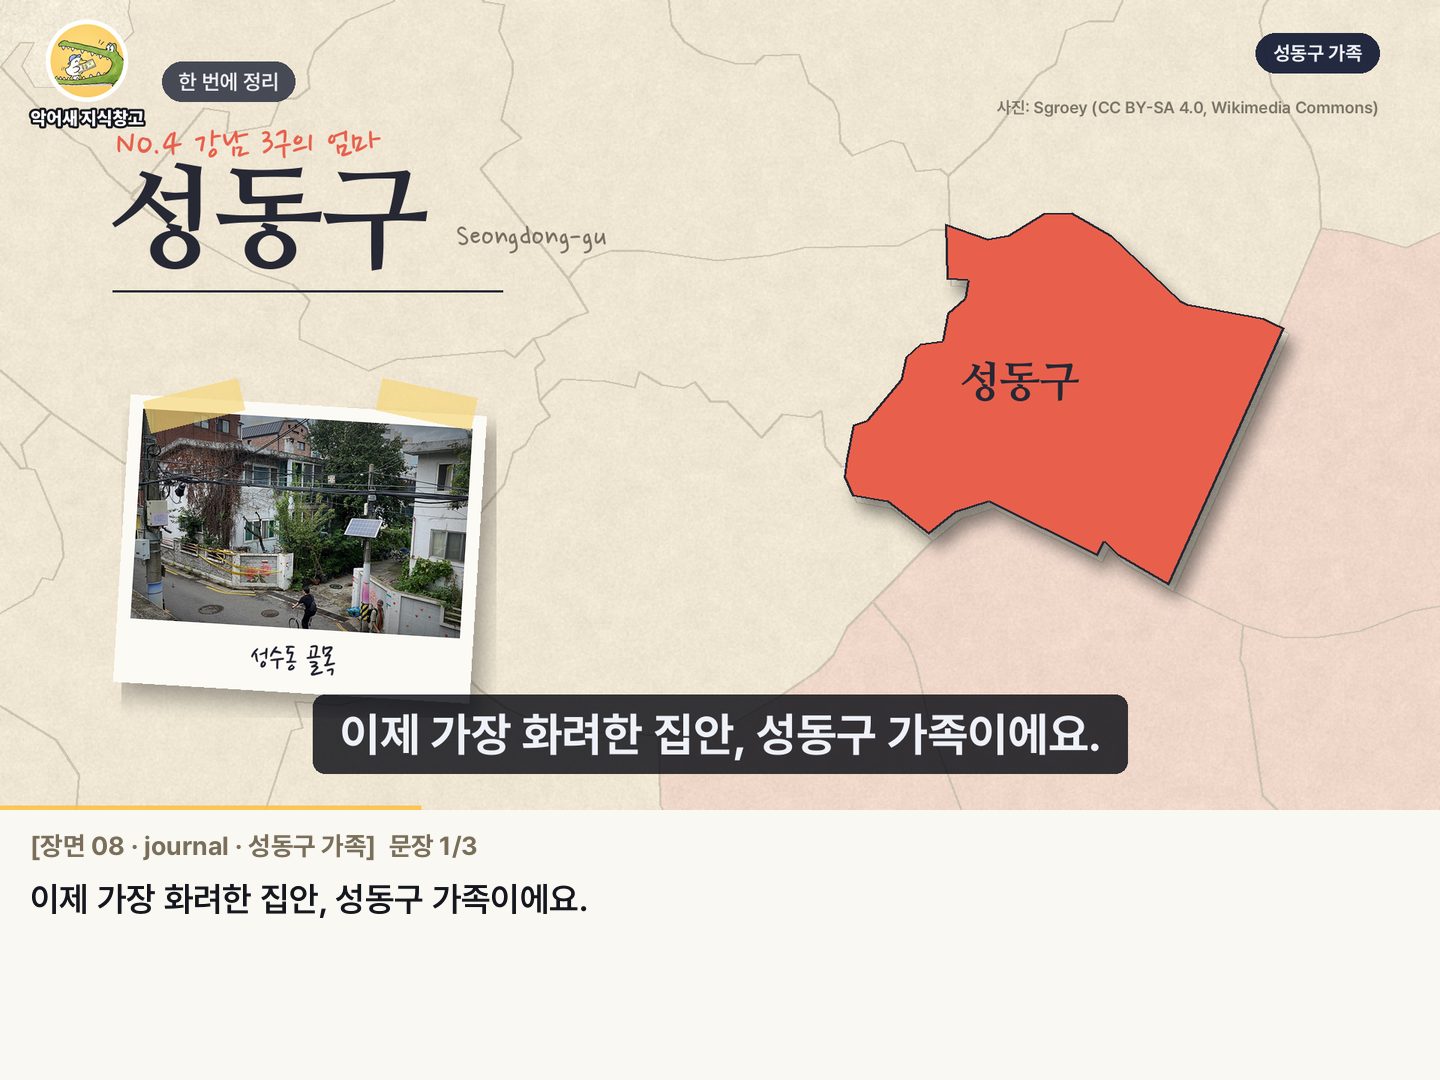 악어새 지식창고
한 번에 정리
성동구 가족
사진: Sgroey (CC BY-SA 4.0, Wikimedia Commons)
No.4 강남 3구의 엄마
성동구
Seongdong-gu
성동구
성수동 골목
이제 가장 화려한 집안, 성동구 가족이에요.
[장면 08 · journal · 성동구 가족] 문장 1/3
이제 가장 화려한 집안, 성동구 가족이에요.